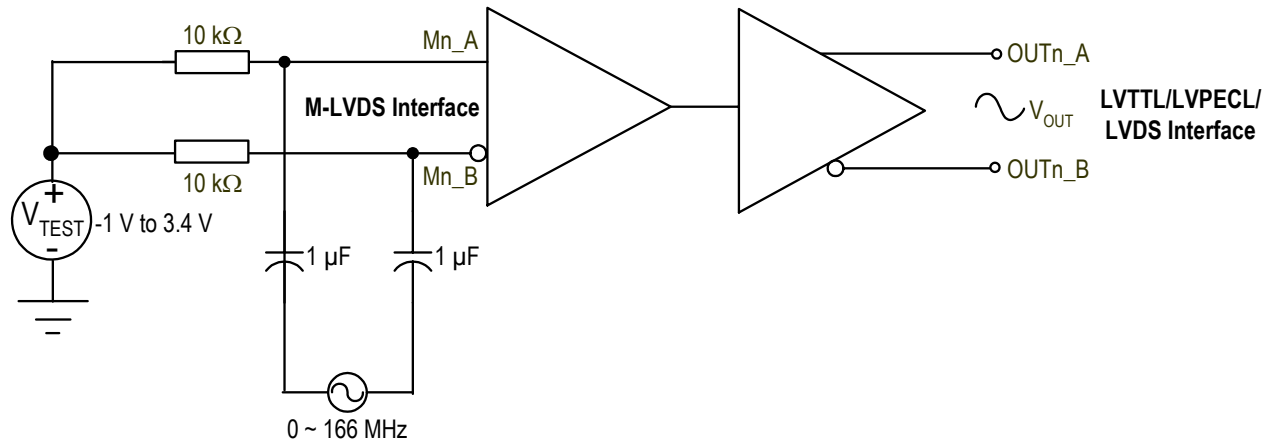 10 kΩ
Mn_A
OUTn_A
M-LVDS Interface
V_OUT
LVTTL/LVPECL/
LVDS Interface
Mn_B
10 kΩ
OUTn_B
+
V_TEST
-
-1 V to 3.4 V
1 µF
1 µF
0 ~ 166 MHz